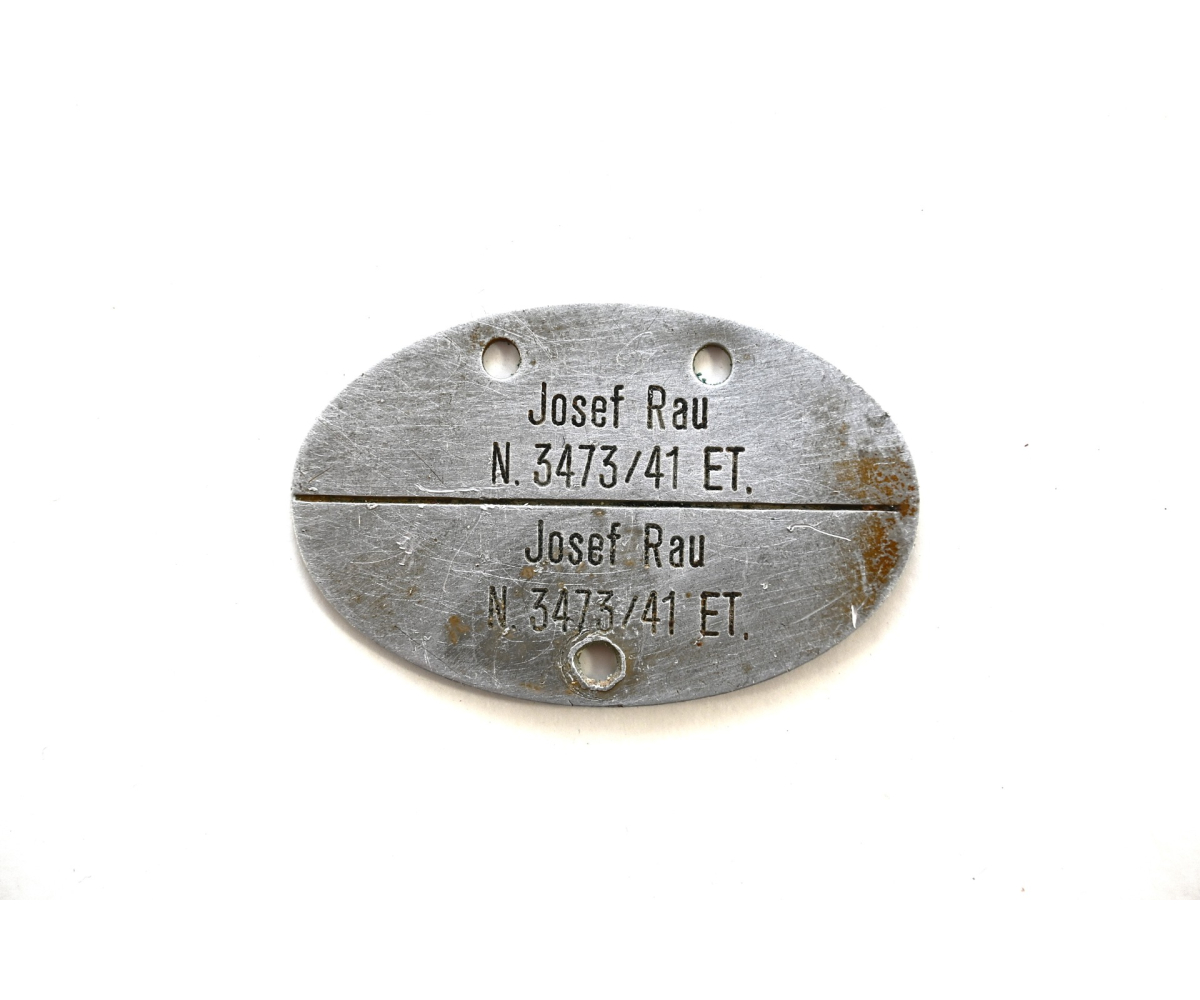 Josef Rau
N. 3473/41 ET.
Josef Rau
N. 3473/41 ET.